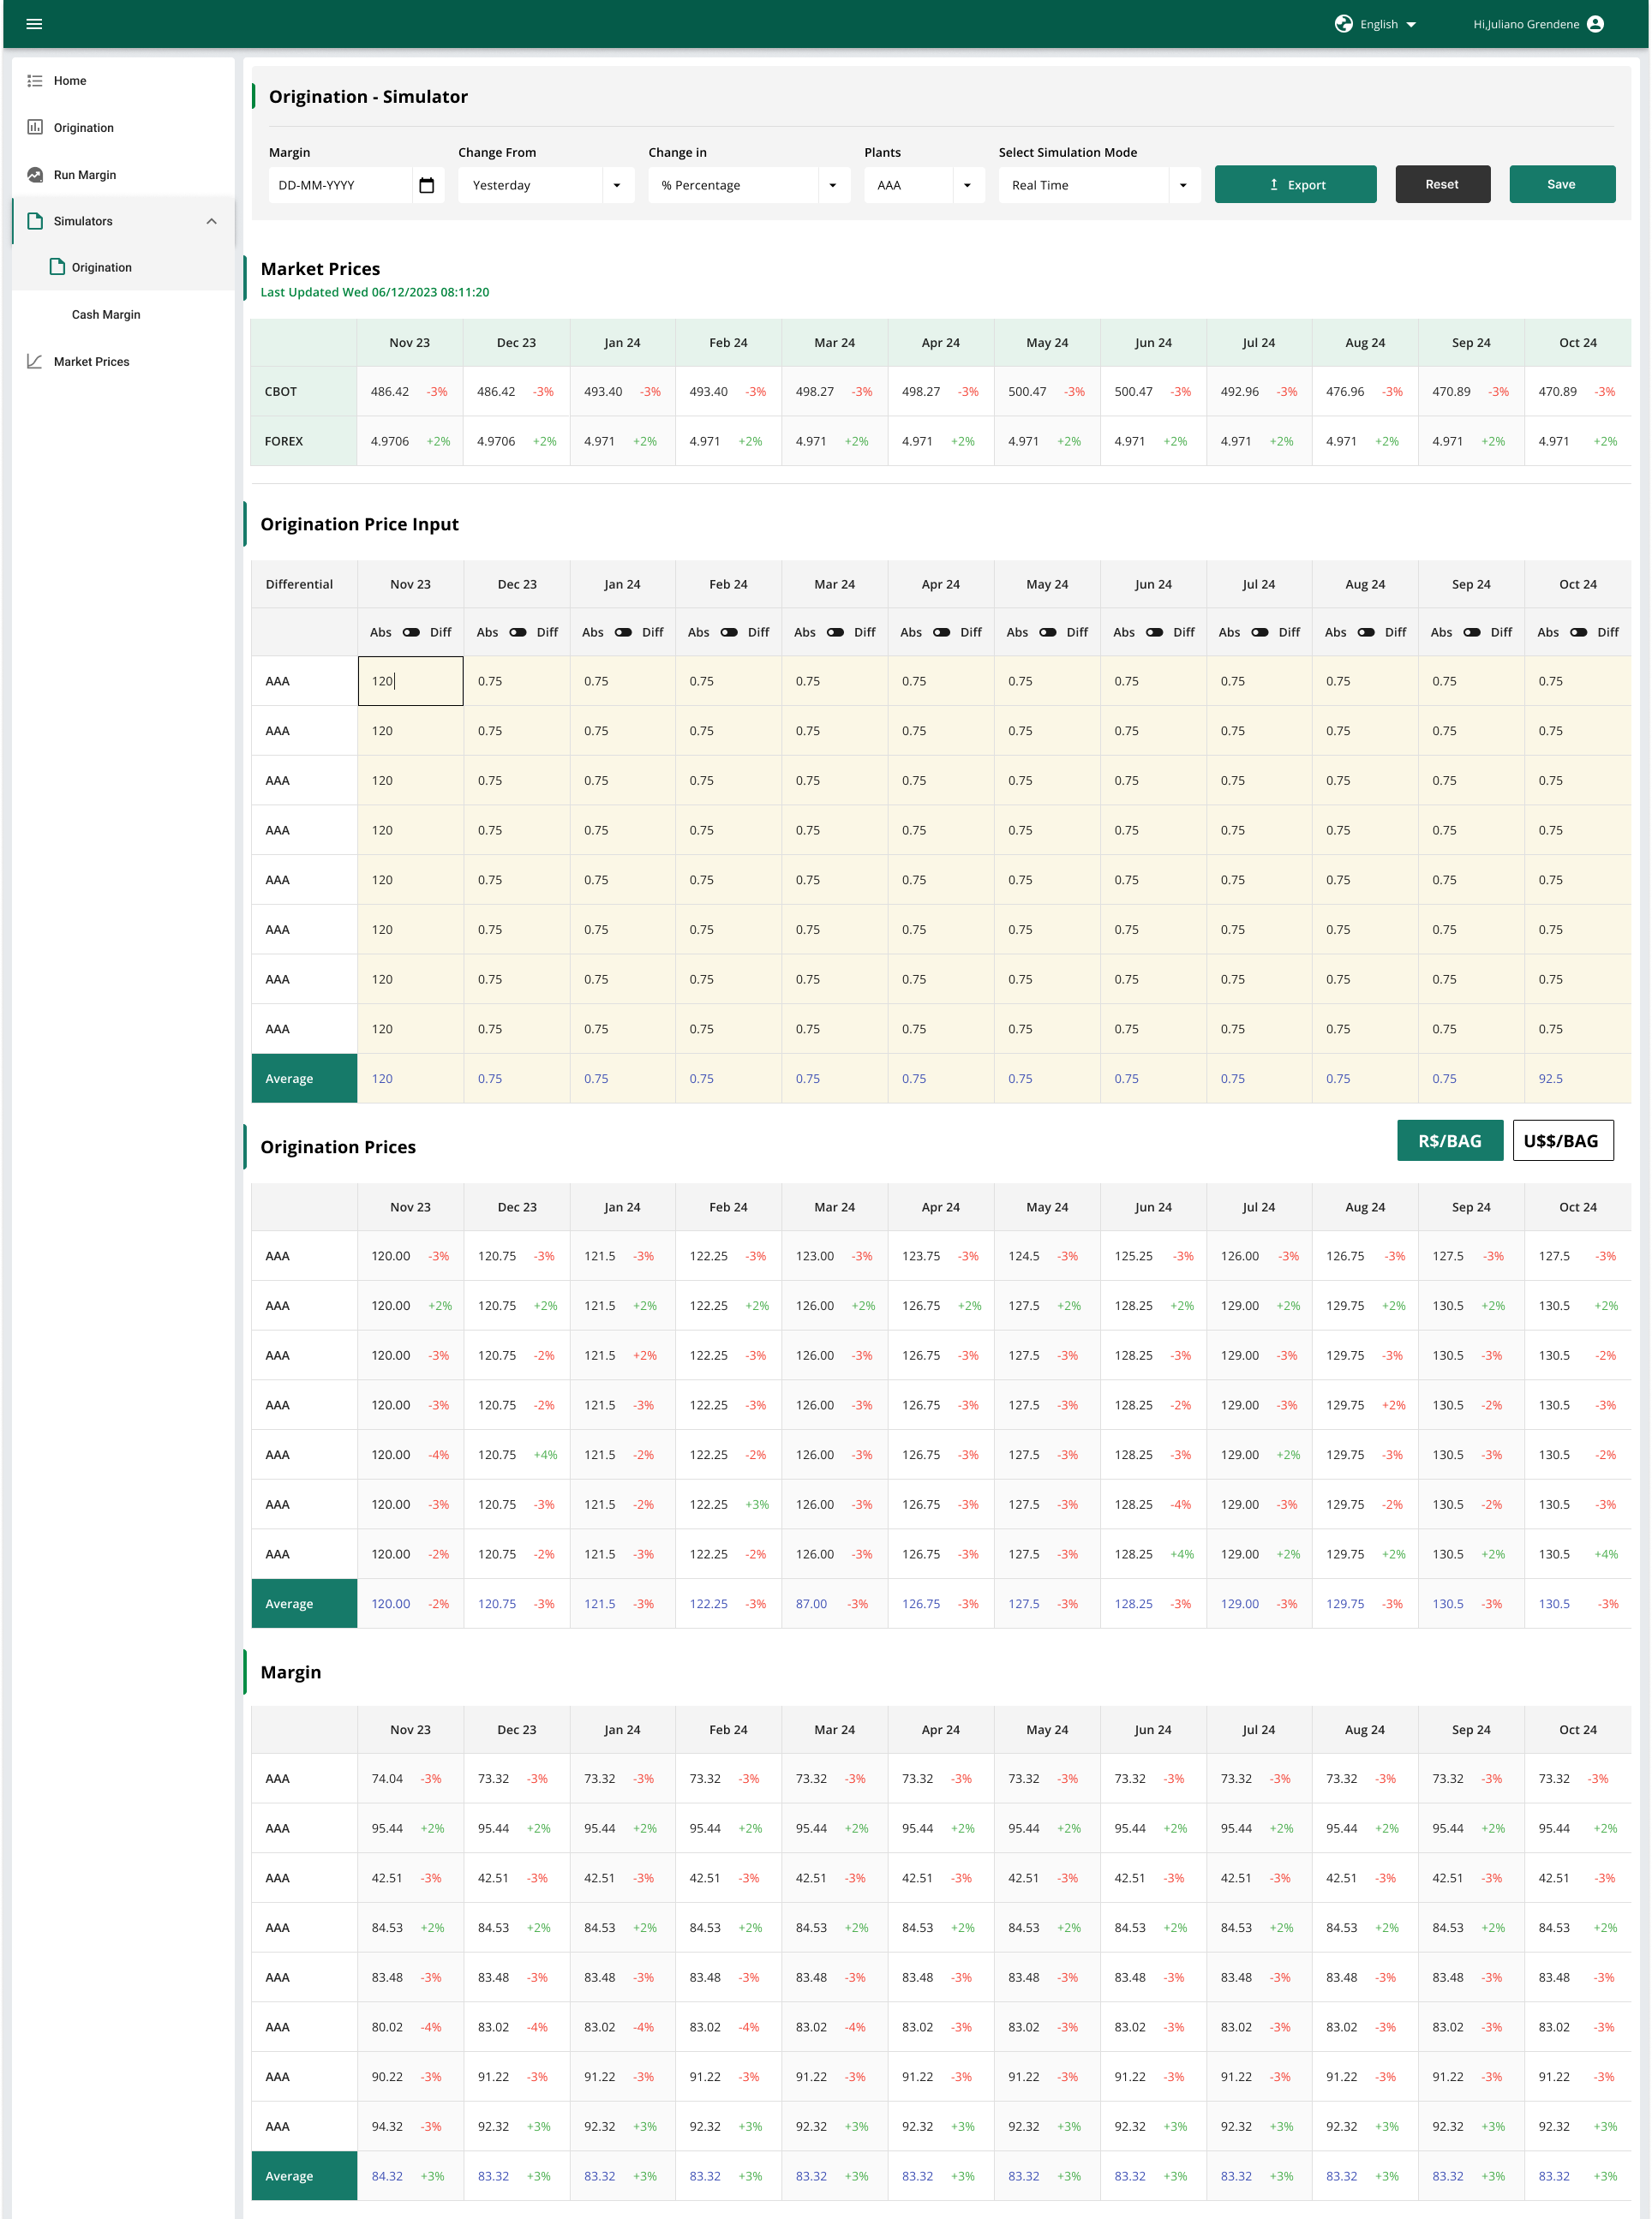 English Hi,Juliano Grendene
Home
Origination
Run Margin
Simulators
Origination
Cash Margin
Market Prices
Origination - Simulator
Margin Change From Change in Plants Select Simulation Mode
DD-MM-YYYY Yesterday % Percentage AAA Real Time Export Reset Save
Market Prices
Last Updated Wed 06/12/2023 08:11:20
Nov 23 Dec 23 Jan 24 Feb 24 Mar 24 Apr 24 May 24 Jun 24 Jul 24 Aug 24 Sep 24 Oct 24
CBOT 486.42 -3% 486.42 -3% 493.40 -3% 493.40 -3% 498.27 -3% 498.27 -3% 500.47 -3% 500.47 -3% 492.96 -3% 476.96 -3% 470.89 -3% 470.89 -3%
FOREX 4.9706 +2% 4.9706 +2% 4.971 +2% 4.971 +2% 4.971 +2% 4.971 +2% 4.971 +2% 4.971 +2% 4.971 +2% 4.971 +2% 4.971 +2% 4.971 +2%
Origination Price Input
Differential Nov 23 Dec 23 Jan 24 Feb 24 Mar 24 Apr 24 May 24 Jun 24 Jul 24 Aug 24 Sep 24 Oct 24
Abs Diff Abs Diff Abs Diff Abs Diff Abs Diff Abs Diff Abs Diff Abs Diff Abs Diff Abs Diff Abs Diff Abs Diff
AAA 120 0.75 0.75 0.75 0.75 0.75 0.75 0.75 0.75 0.75 0.75 0.75
AAA 120 0.75 0.75 0.75 0.75 0.75 0.75 0.75 0.75 0.75 0.75 0.75
AAA 120 0.75 0.75 0.75 0.75 0.75 0.75 0.75 0.75 0.75 0.75 0.75
AAA 120 0.75 0.75 0.75 0.75 0.75 0.75 0.75 0.75 0.75 0.75 0.75
AAA 120 0.75 0.75 0.75 0.75 0.75 0.75 0.75 0.75 0.75 0.75 0.75
AAA 120 0.75 0.75 0.75 0.75 0.75 0.75 0.75 0.75 0.75 0.75 0.75
AAA 120 0.75 0.75 0.75 0.75 0.75 0.75 0.75 0.75 0.75 0.75 0.75
AAA 120 0.75 0.75 0.75 0.75 0.75 0.75 0.75 0.75 0.75 0.75 0.75
Average 120 0.75 0.75 0.75 0.75 0.75 0.75 0.75 0.75 0.75 0.75 92.5
Origination Prices R$/BAG U$$/BAG
Nov 23 Dec 23 Jan 24 Feb 24 Mar 24 Apr 24 May 24 Jun 24 Jul 24 Aug 24 Sep 24 Oct 24
AAA 120.00 -3% 120.75 -3% 121.5 -3% 122.25 -3% 123.00 -3% 123.75 -3% 124.5 -3% 125.25 -3% 126.00 -3% 126.75 -3% 127.5 -3% 127.5 -3%
AAA 120.00 +2% 120.75 +2% 121.5 +2% 122.25 +2% 126.00 +2% 126.75 +2% 127.5 +2% 128.25 +2% 129.00 +2% 129.75 +2% 130.5 +2% 130.5 +2%
AAA 120.00 -3% 120.75 -2% 121.5 +2% 122.25 -3% 126.00 -3% 126.75 -3% 127.5 -3% 128.25 -3% 129.00 -3% 129.75 -3% 130.5 -3% 130.5 -2%
AAA 120.00 -3% 120.75 -2% 121.5 -3% 122.25 -3% 126.00 -3% 126.75 -3% 127.5 -3% 128.25 -2% 129.00 -3% 129.75 +2% 130.5 -2% 130.5 -3%
AAA 120.00 -4% 120.75 +4% 121.5 -2% 122.25 -2% 126.00 -3% 126.75 -3% 127.5 -3% 128.25 -3% 129.00 +2% 129.75 -3% 130.5 -3% 130.5 -2%
AAA 120.00 -3% 120.75 -3% 121.5 -2% 122.25 +3% 126.00 -3% 126.75 -3% 127.5 -3% 128.25 -4% 129.00 -3% 129.75 -2% 130.5 -2% 130.5 -3%
AAA 120.00 -2% 120.75 -2% 121.5 -3% 122.25 -2% 126.00 -3% 126.75 -3% 127.5 -3% 128.25 +4% 129.00 +2% 129.75 +2% 130.5 +2% 130.5 +4%
Average 120.00 -2% 120.75 -3% 121.5 -3% 122.25 -3% 87.00 -3% 126.75 -3% 127.5 -3% 128.25 -3% 129.00 -3% 129.75 -3% 130.5 -3% 130.5 -3%
Margin
Nov 23 Dec 23 Jan 24 Feb 24 Mar 24 Apr 24 May 24 Jun 24 Jul 24 Aug 24 Sep 24 Oct 24
AAA 74.04 -3% 73.32 -3% 73.32 -3% 73.32 -3% 73.32 -3% 73.32 -3% 73.32 -3% 73.32 -3% 73.32 -3% 73.32 -3% 73.32 -3% 73.32 -3%
AAA 95.44 +2% 95.44 +2% 95.44 +2% 95.44 +2% 95.44 +2% 95.44 +2% 95.44 +2% 95.44 +2% 95.44 +2% 95.44 +2% 95.44 +2% 95.44 +2%
AAA 42.51 -3% 42.51 -3% 42.51 -3% 42.51 -3% 42.51 -3% 42.51 -3% 42.51 -3% 42.51 -3% 42.51 -3% 42.51 -3% 42.51 -3% 42.51 -3%
AAA 84.53 +2% 84.53 +2% 84.53 +2% 84.53 +2% 84.53 +2% 84.53 +2% 84.53 +2% 84.53 +2% 84.53 +2% 84.53 +2% 84.53 +2% 84.53 +2%
AAA 83.48 -3% 83.48 -3% 83.48 -3% 83.48 -3% 83.48 -3% 83.48 -3% 83.48 -3% 83.48 -3% 83.48 -3% 83.48 -3% 83.48 -3% 83.48 -3%
AAA 80.02 -4% 83.02 -4% 83.02 -4% 83.02 -4% 83.02 -4% 83.02 -3% 83.02 -3% 83.02 -3% 83.02 -3% 83.02 -3% 83.02 -3% 83.02 -3%
AAA 90.22 -3% 91.22 -3% 91.22 -3% 91.22 -3% 91.22 -3% 91.22 -3% 91.22 -3% 91.22 -3% 91.22 -3% 91.22 -3% 91.22 -3% 91.22 -3%
AAA 94.32 -3% 92.32 +3% 92.32 +3% 92.32 +3% 92.32 +3% 92.32 +3% 92.32 +3% 92.32 +3% 92.32 +3% 92.32 +3% 92.32 +3% 92.32 +3%
Average 84.32 +3% 83.32 +3% 83.32 +3% 83.32 +3% 83.32 +3% 83.32 +3% 83.32 +3% 83.32 +3% 83.32 +3% 83.32 +3% 83.32 +3% 83.32 +3%